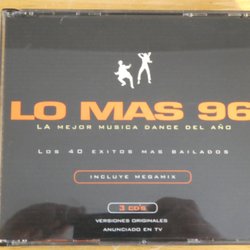 LO MAS 96
LA MEJOR MUSICA DANCE DEL AÑO
LOS 40 EXITOS MAS BAILADOS
INCLUYE MEGAMIX
3 CD'S
VERSIONES ORIGINALES
ANUNCIADO EN TV